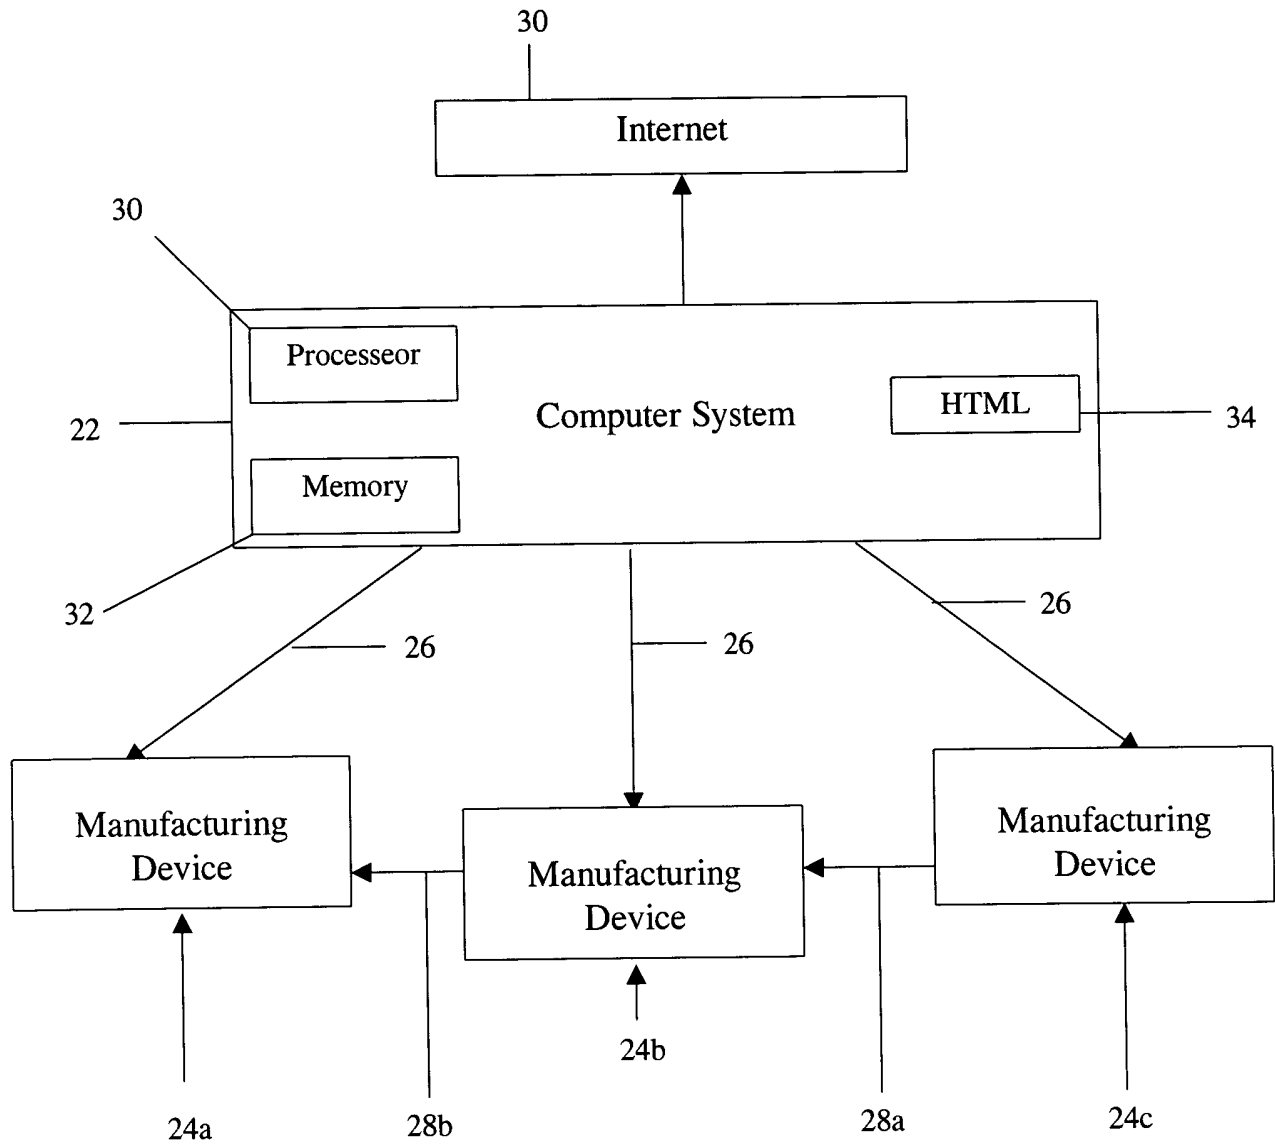 30
Internet
30
Processeor
HTML
Computer System
22
34
Memory
32
26
26
26
Manufacturing
Device
Manufacturing
Device
Manufacturing
Device
24b
24a
28b
28a
24c